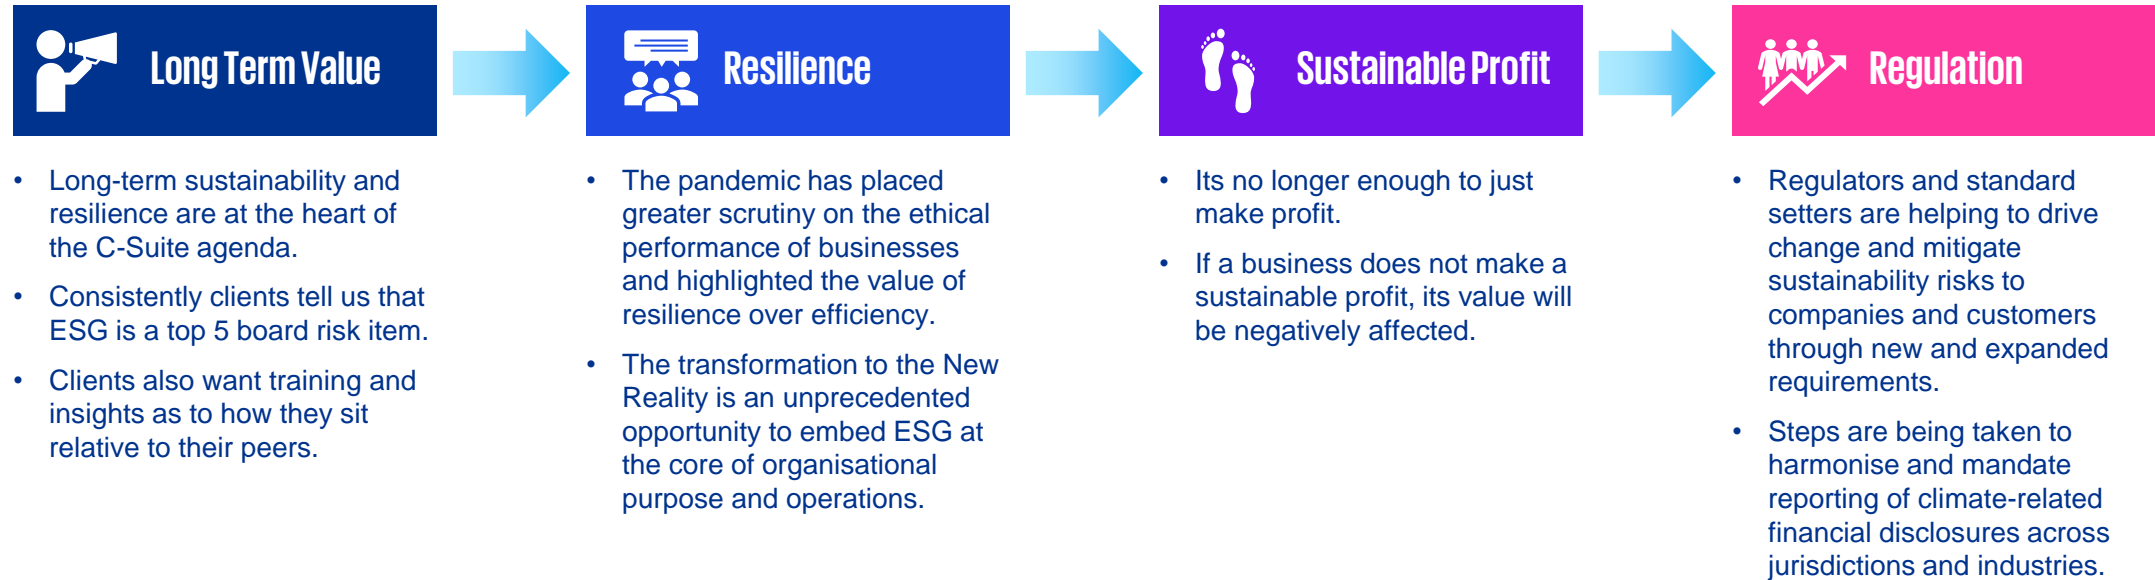 Long Term Value
• Long-term sustainability and
resilience are at the heart of
the C-Suite agenda.
• Consistently clients tell us that
ESG is a top 5 board risk item.
• Clients also want training and
insights as to how they sit
relative to their peers.
Resilience
• The pandemic has placed
greater scrutiny on the ethical
performance of businesses
and highlighted the value of
resilience over efficiency.
• The transformation to the New
Reality is an unprecedented
opportunity to embed ESG at
the core of organisational
purpose and operations.
Sustainable Profit
• Its no longer enough to just
make profit.
• If a business does not make a
sustainable profit, its value will
be negatively affected.
Regulation
• Regulators and standard
setters are helping to drive
change and mitigate
sustainability risks to
companies and customers
through new and expanded
requirements.
• Steps are being taken to
harmonise and mandate
reporting of climate-related
financial disclosures across
jurisdictions and industries.